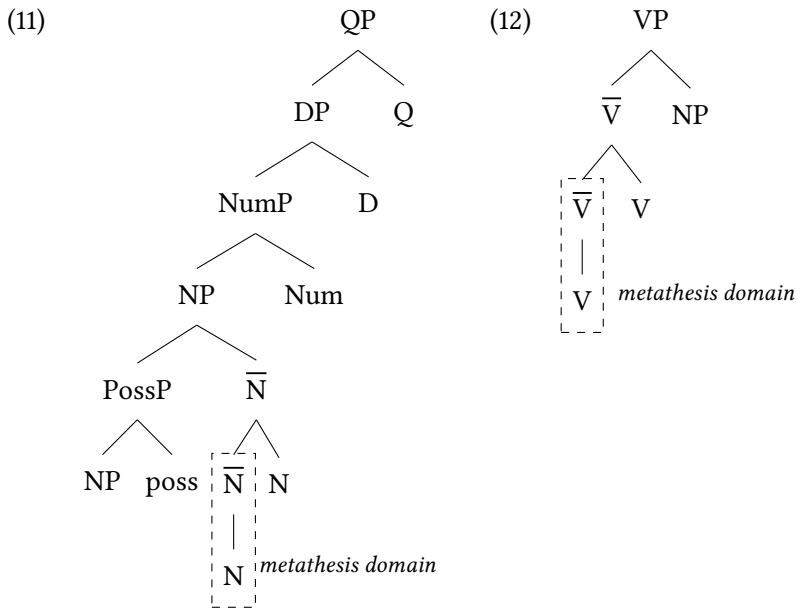 (11) QP (12) VP
DP Q V̅ NP
NumP D V̅ V
NP Num V metathesis domain
PossP N̅
NP poss N̅ N
N metathesis domain